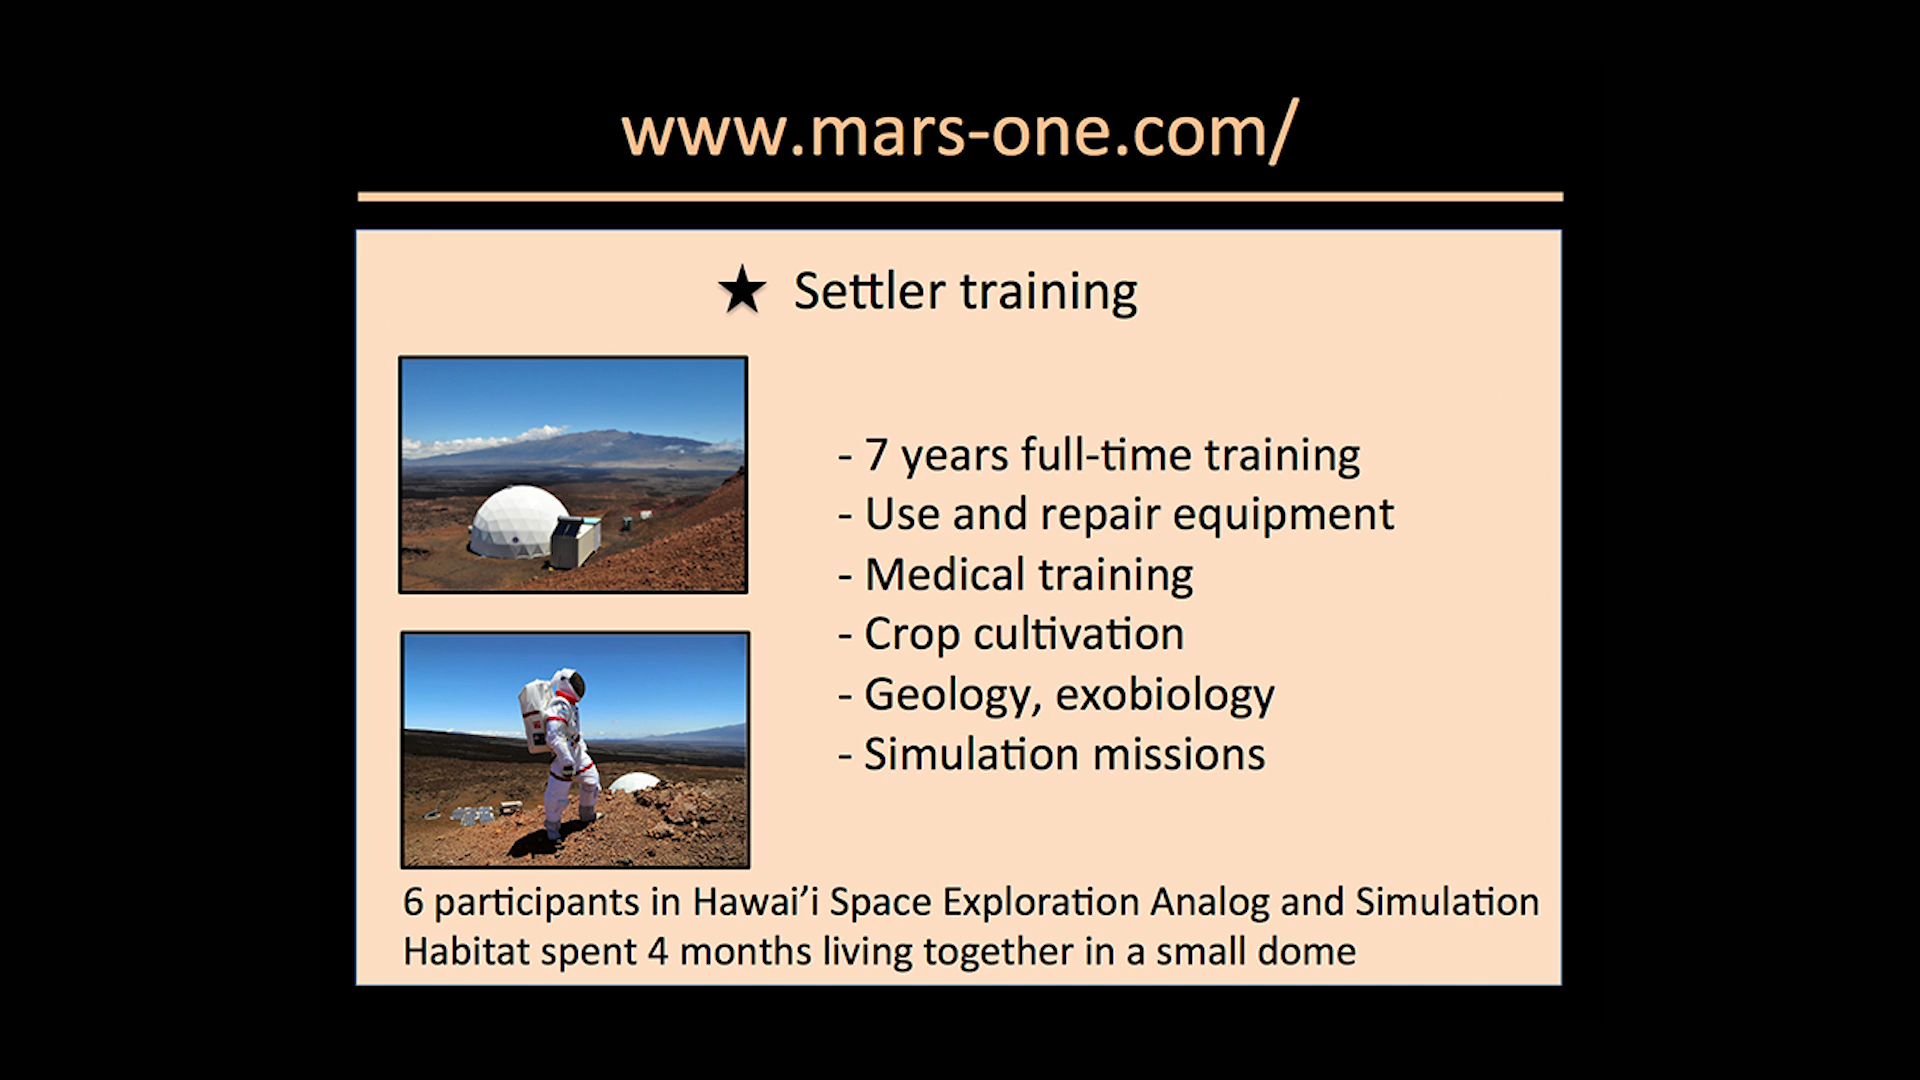 www.mars-one.com/
★ Settler training
- 7 years full-time training
- Use and repair equipment
- Medical training
- Crop cultivation
- Geology, exobiology
- Simulation missions
6 participants in Hawai’i Space Exploration Analog and Simulation
Habitat spent 4 months living together in a small dome